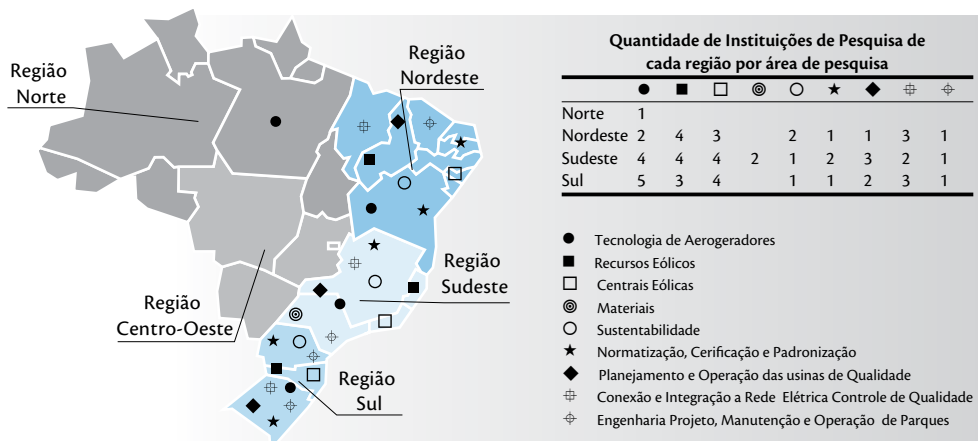 Região
Norte
Região
Nordeste
Região
Centro-Oeste
Região
Sudeste
Região
Sul
Quantidade de Instituições de Pesquisa de
cada região por área de pesquisa
Norte 1
Nordeste 2 4 3 2 1 1 3 1
Sudeste 4 4 4 2 1 2 3 2 1
Sul 5 3 4 1 1 2 3 1
Tecnologia de Aerogeradores
Recursos Eólicos
Centrais Eólicas
Materiais
Sustentabilidade
Normatização, Cerificação e Padronização
Planejamento e Operação das usinas de Qualidade
Conexão e Integração a Rede Elétrica Controle de Qualidade
Engenharia Projeto, Manutenção e Operação de Parques